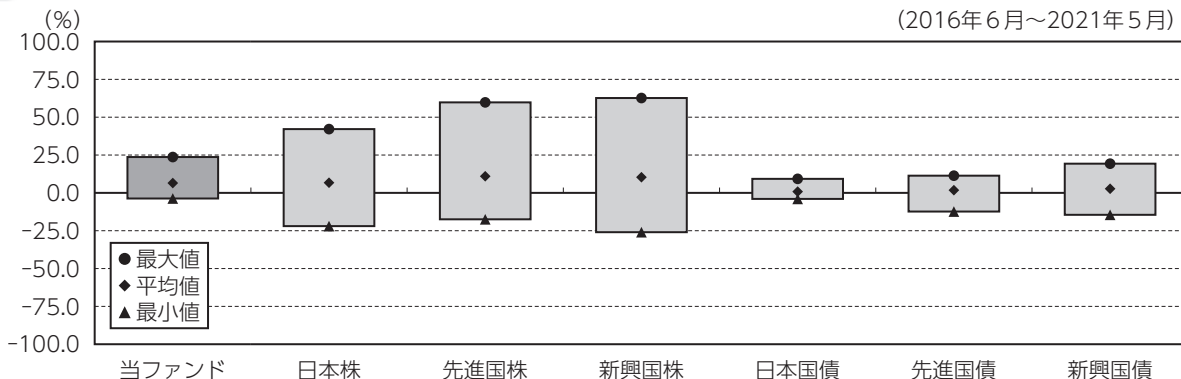 (%)
(2016年6月～2021年5月)
100.0
75.0
50.0
25.0
0.0
-25.0
-50.0
-75.0
-100.0
●最大値
◆平均値
▲最小値
当ファンド 日本株 先進国株 新興国株 日本国債 先進国債 新興国債